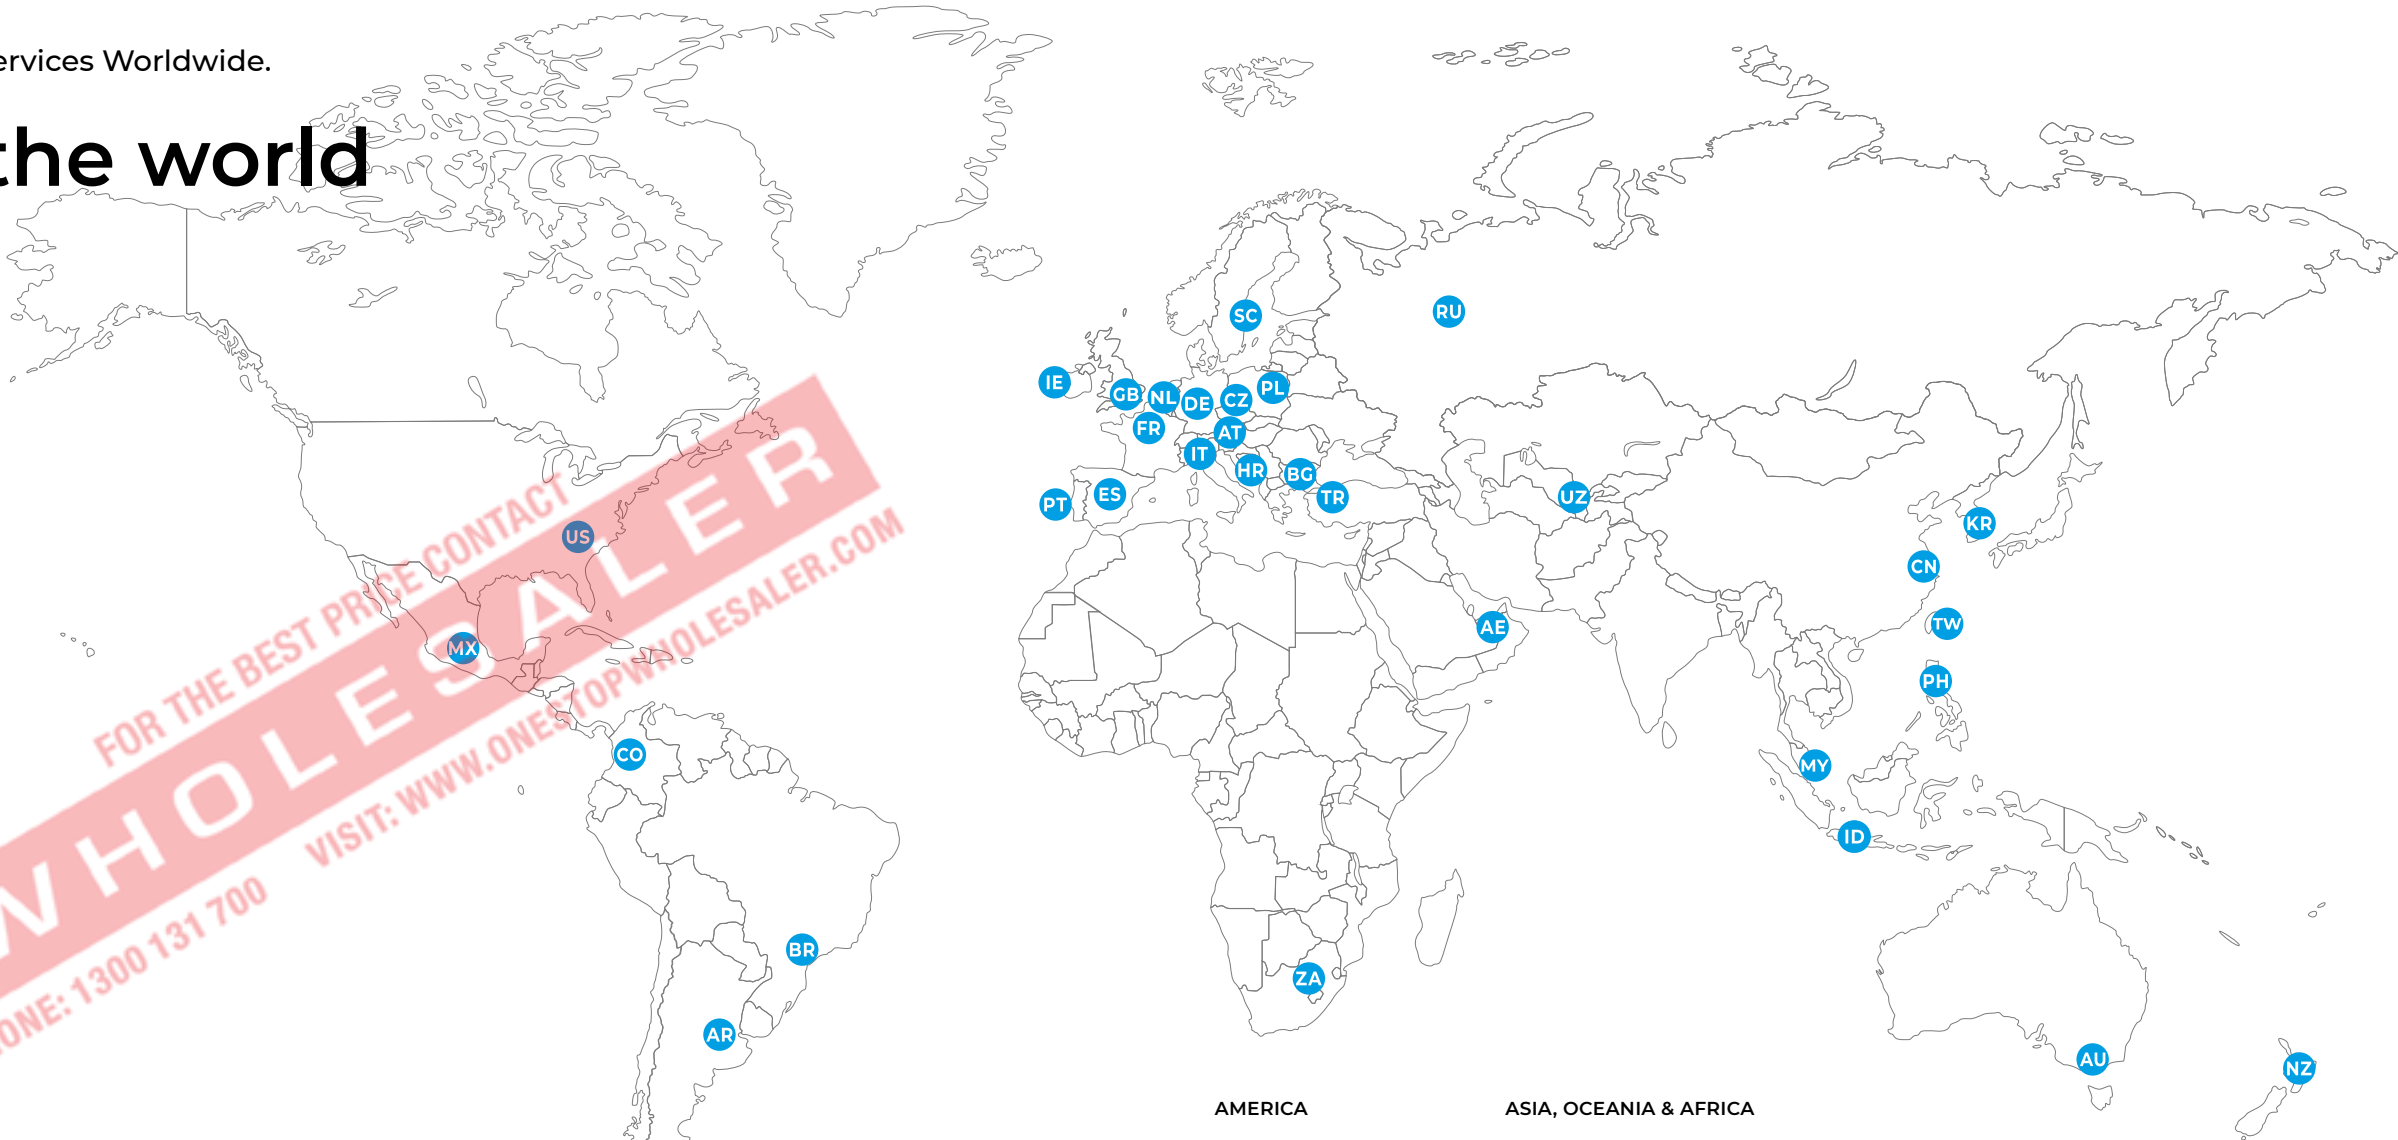 ervices Worldwide.
the world
SC
RU
IE
GB
NL
DE
CZ
PL
FR
AT
IT
HR
BG
PT
ES
TR
UZ
KR
US
CN
TW
AE
MX
PH
CO
MY
ID
BR
ZA
AR
AU
NZ
FOR THE BEST PRICE CONTACT
WHOLESALER
ONE: 1300 131 700
VISIT: WWW.ONESTOPWHOLESALER.COM
AMERICA
ASIA, OCEANIA & AFRICA